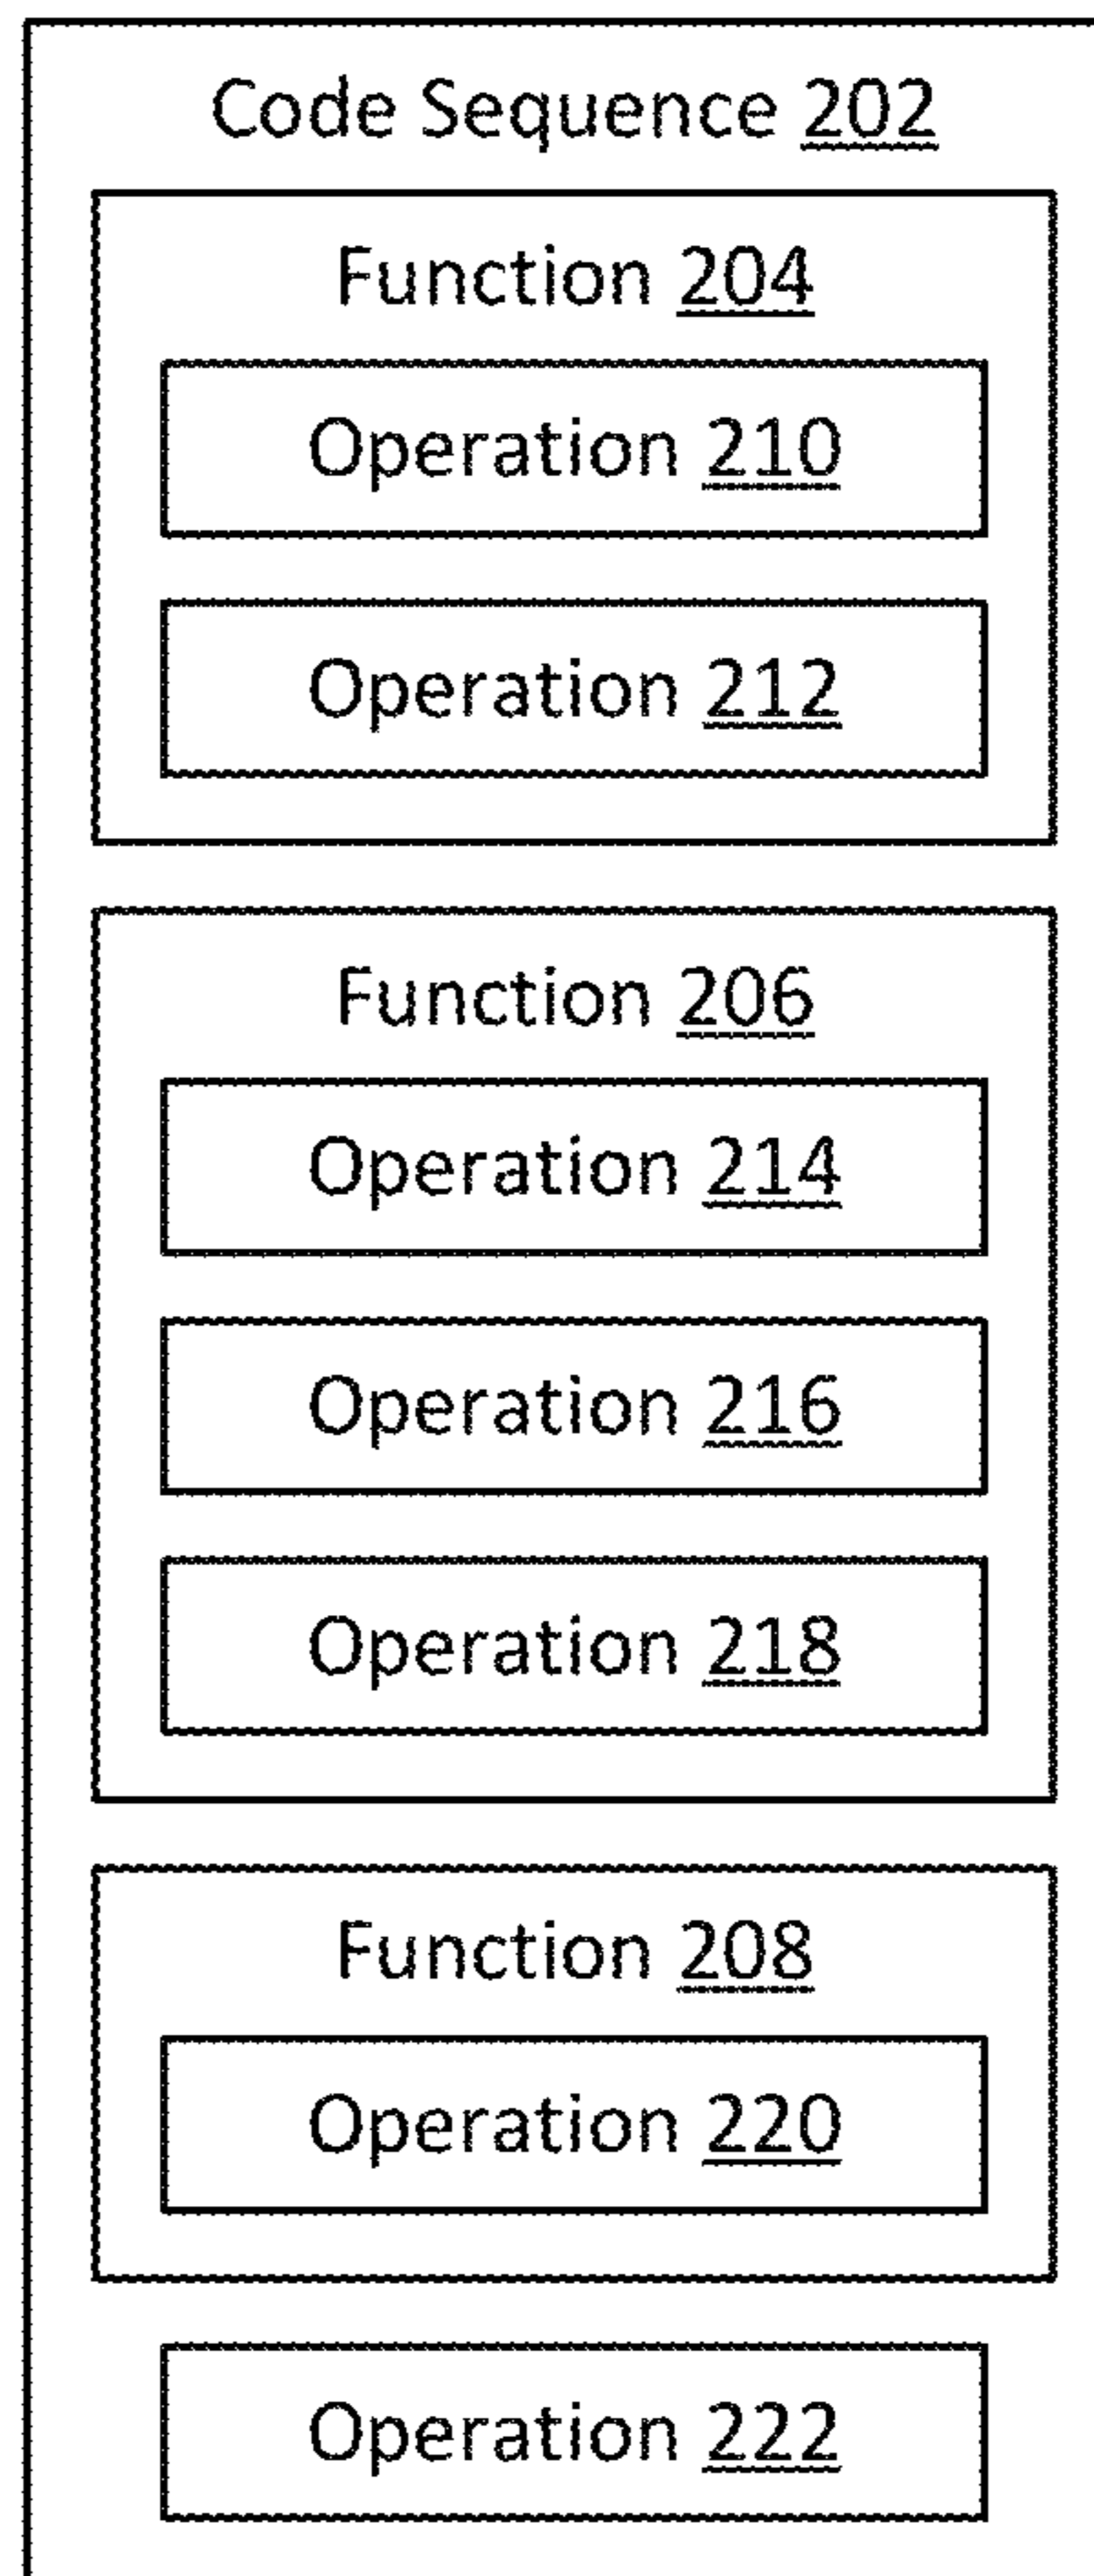 Code Sequence 202
Function 204
Operation 210
Operation 212
Function 206
Operation 214
Operation 216
Operation 218
Function 208
Operation 220
Operation 222